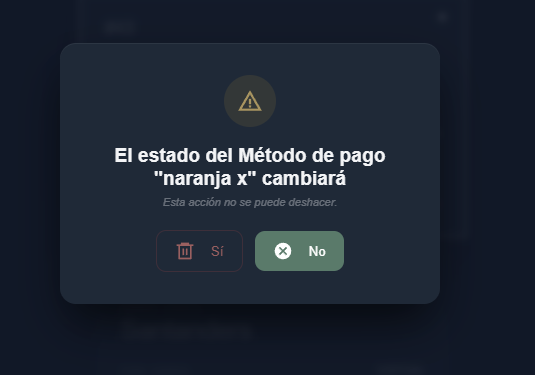 El estado del Método de pago
"naranja x" cambiará
Esta acción no se puede deshacer.
Sí
No